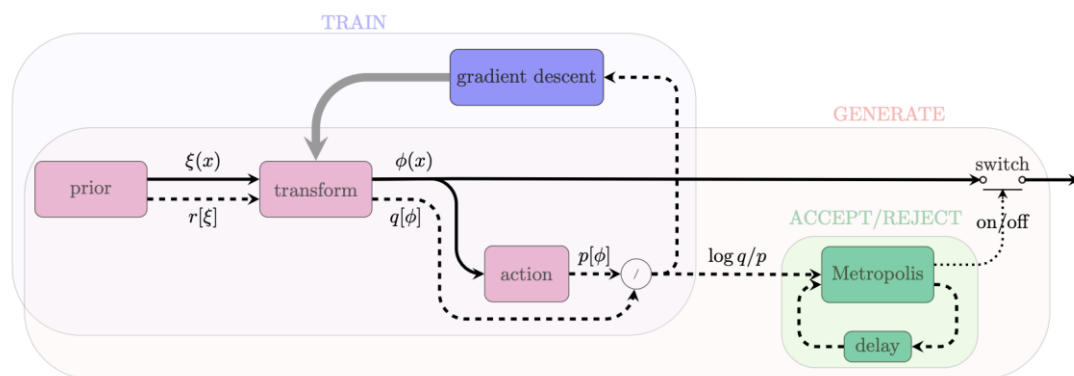 TRAIN
gradient descent
GENERATE
prior
ξ(x)
r[ξ]
transform
ϕ(x)
q[ϕ]
switch
on/off
ACCEPT/REJECT
action
p[ϕ]
/
log q/p
Metropolis
delay